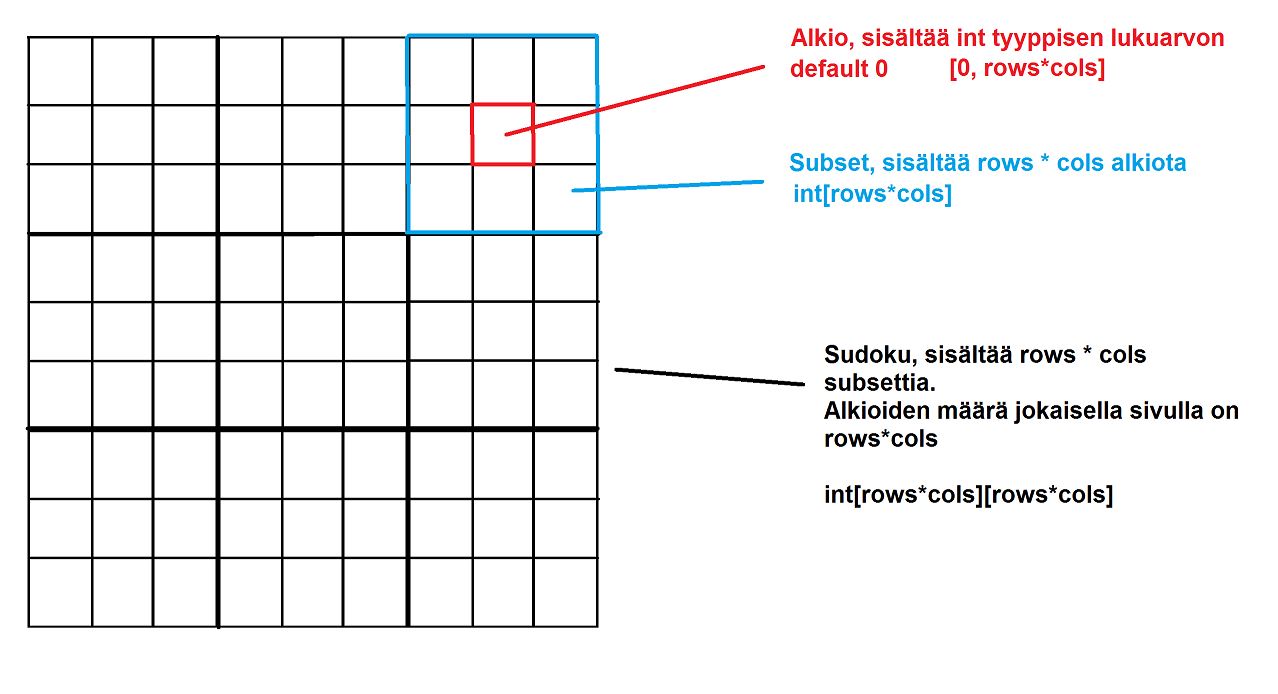 Alkio, sisältää int tyyppisen lukuarvon
default 0 [0, rows*cols]
Subset, sisältää rows * cols alkiota
int[rows*cols]
Sudoku, sisältää rows * cols
subsettia.
Alkioiden määrä jokaisella sivulla on
rows*cols
int[rows*cols][rows*cols]